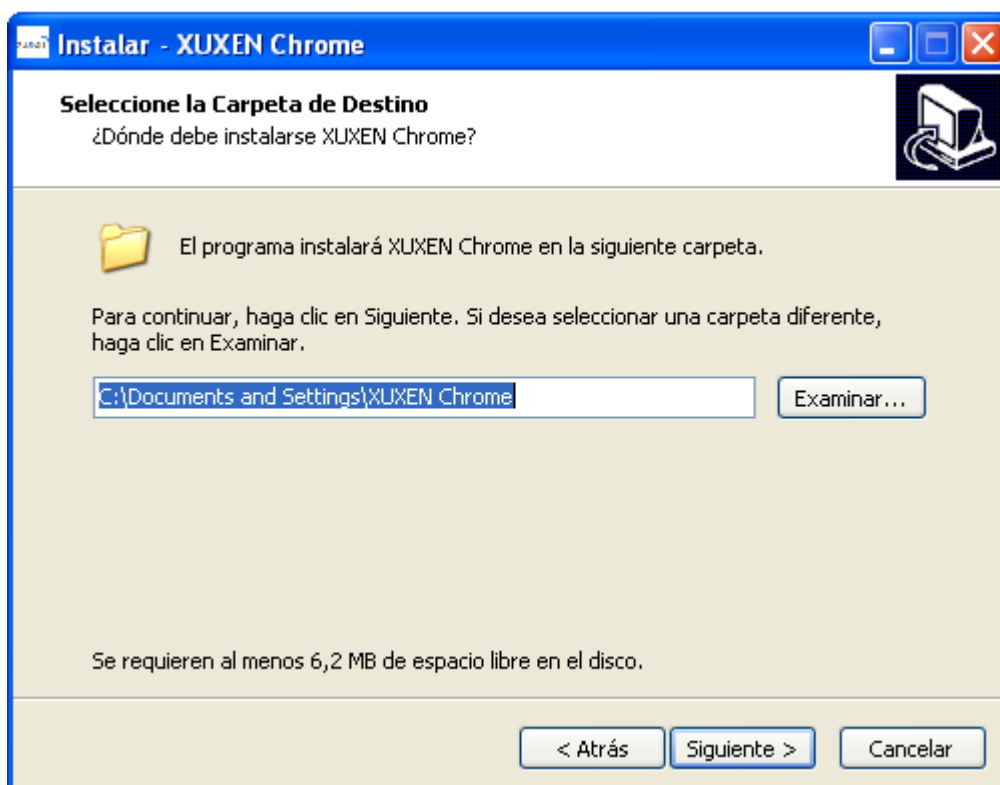 Instalar - XUXEN Chrome
Seleccione la Carpeta de Destino
¿Dónde debe instalarse XUXEN Chrome?
El programa instalará XUXEN Chrome en la siguiente carpeta.
Para continuar, haga clic en Siguiente. Si desea seleccionar una carpeta diferente,
haga clic en Examinar.
C:\Documents and Settings\XUXEN Chrome
Examinar...
Se requieren al menos 6,2 MB de espacio libre en el disco.
< Atrás
Siguiente >
Cancelar